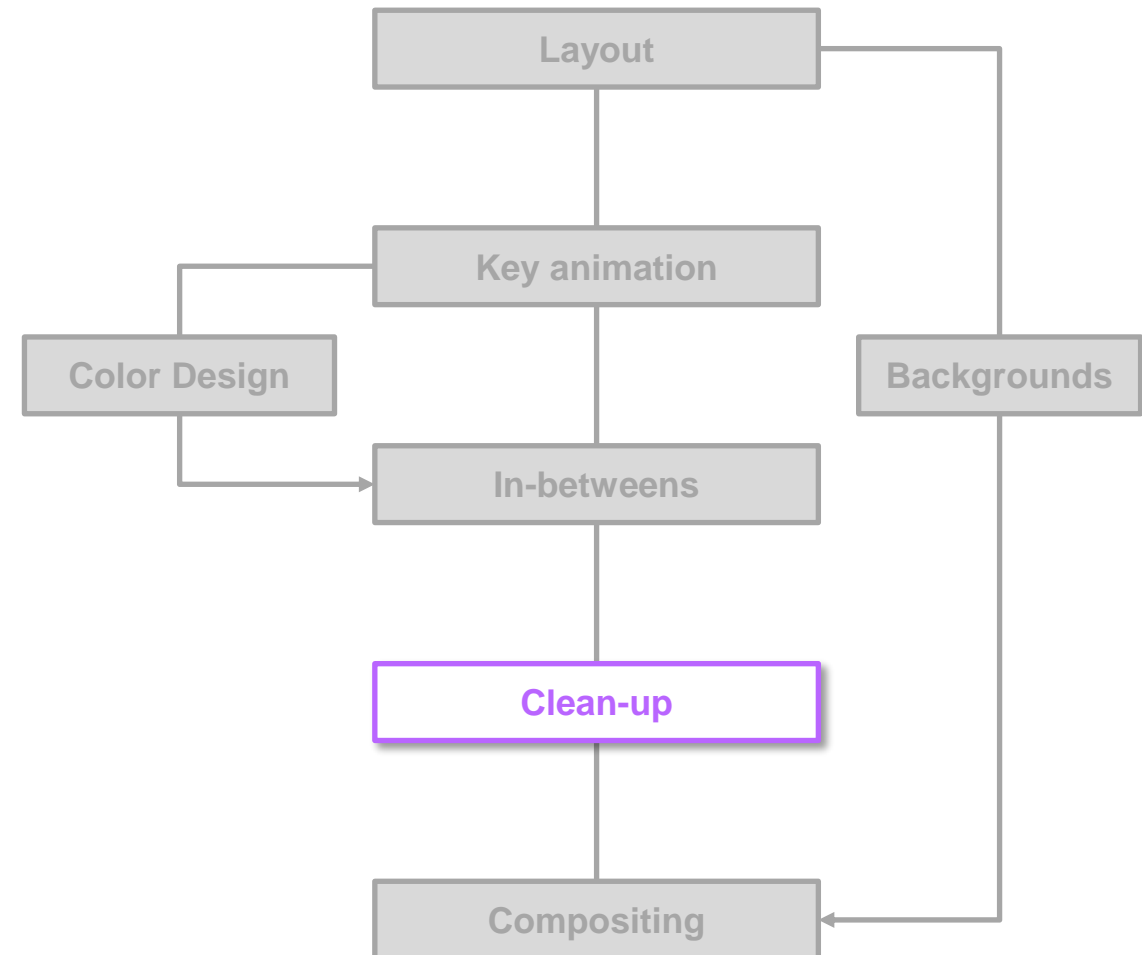 Layout
Key animation
Color Design
Backgrounds
In-betweens
Clean-up
Compositing